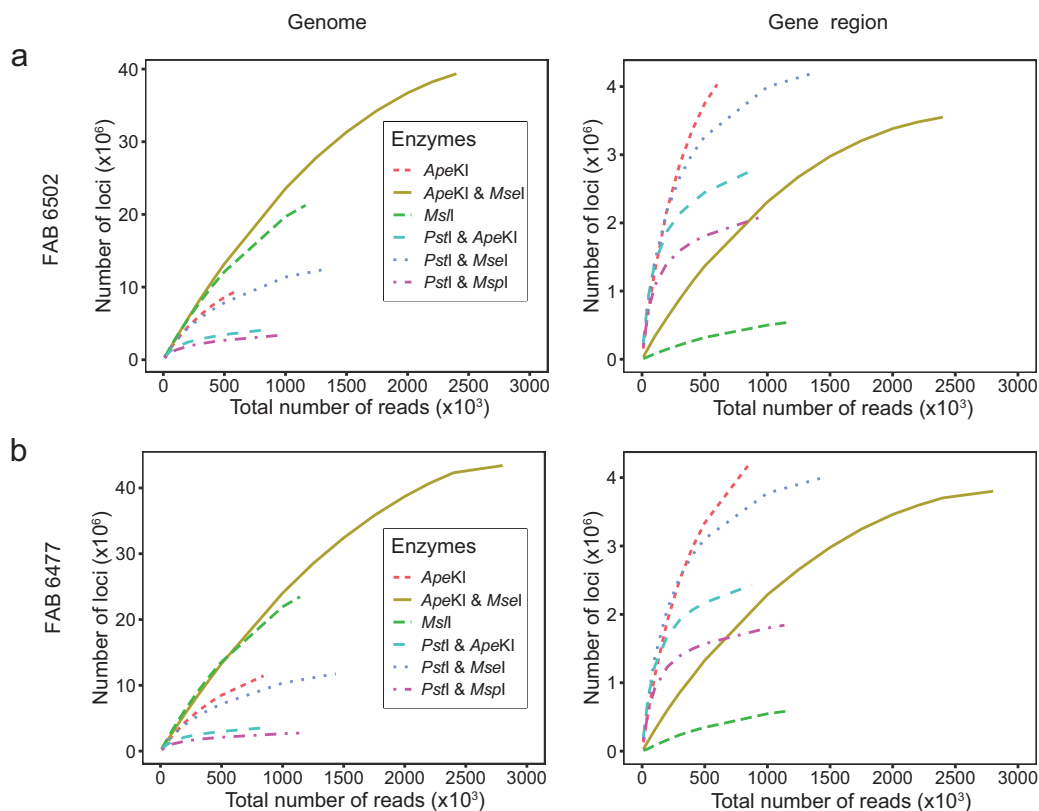 Genome
Gene region
a
FAB 6502
Number of loci (x10⁶)
40
30
20
10
0
0 500 1000 1500 2000 2500 3000
Total number of reads (x10³)
Enzymes
ApeKI
ApeKI & MseI
MslI
PstI & ApeKI
PstI & MseI
PstI & MspI
Number of loci (x10⁶)
4
3
2
1
0
0 500 1000 1500 2000 2500 3000
Total number of reads (x10³)
b
FAB 6477
Number of loci (x10⁶)
40
30
20
10
0
0 500 1000 1500 2000 2500 3000
Total number of reads (x10³)
Enzymes
ApeKI
ApeKI & MseI
MslI
PstI & ApeKI
PstI & MseI
PstI & MspI
Number of loci (x10⁶)
4
3
2
1
0
0 500 1000 1500 2000 2500 3000
Total number of reads (x10³)